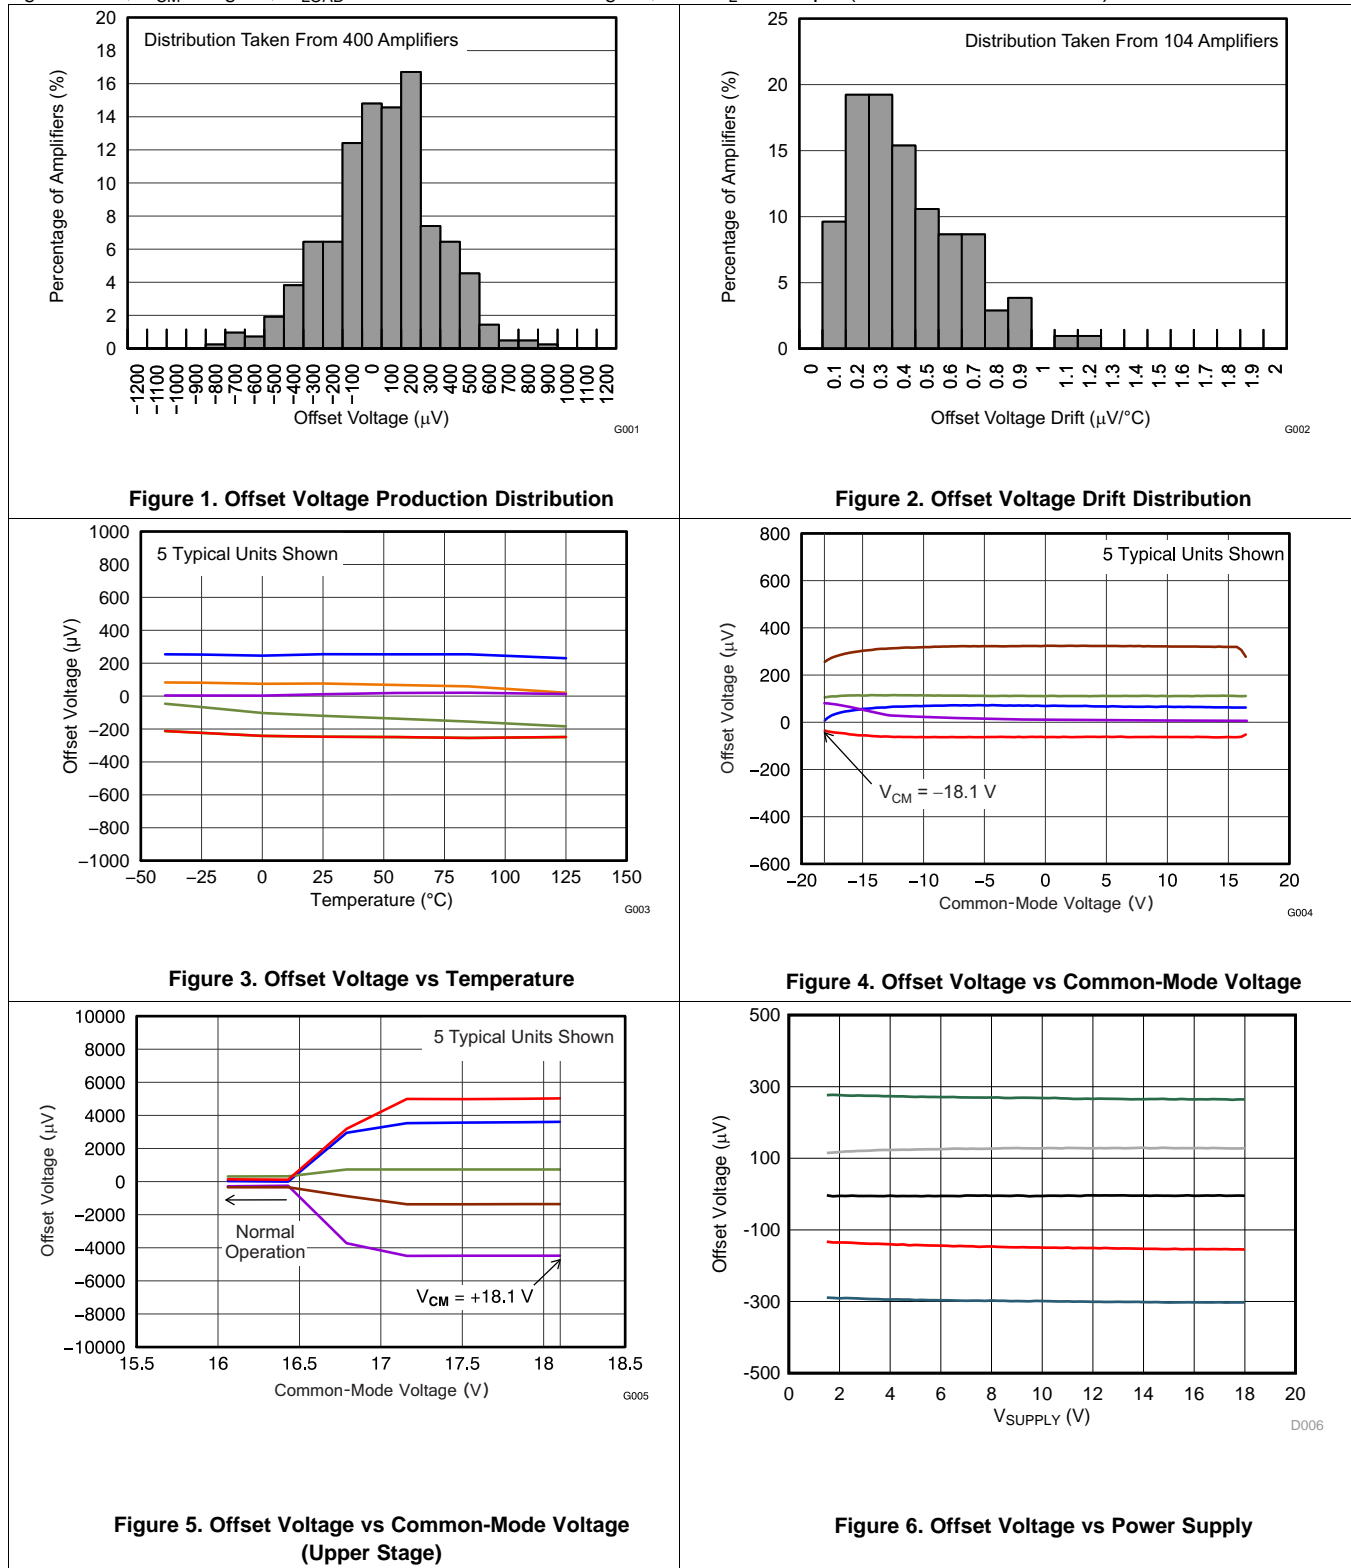 20
18
16
14
12
10
8
6
4
2
0
Percentage of Amplifiers (%)
Distribution Taken From 400 Amplifiers
−1200
−1100
−1000
−900
−800
−700
−600
−500
−400
−300
−200
−100
0
100
200
300
400
500
600
700
800
900
1000
1100
1200
Offset Voltage (µV)
G001
Figure 1. Offset Voltage Production Distribution
25
20
15
10
5
0
Percentage of Amplifiers (%)
Distribution Taken From 104 Amplifiers
0
0.1
0.2
0.3
0.4
0.5
0.6
0.7
0.8
0.9
1
1.1
1.2
1.3
1.4
1.5
1.6
1.7
1.8
1.9
2
Offset Voltage Drift (µV/°C)
G002
Figure 2. Offset Voltage Drift Distribution
1000
800
600
400
200
0
−200
−400
−600
−800
−1000
Offset Voltage (µV)
5 Typical Units Shown
−50 −25 0 25 50 75 100 125 150
Temperature (°C)
G003
Figure 3. Offset Voltage vs Temperature
800
600
400
200
0
−200
−400
−600
Offset Voltage (µV)
5 Typical Units Shown
VCM = −18.1 V
−20 −15 −10 −5 0 5 10 15 20
Common-Mode Voltage (V)
G004
Figure 4. Offset Voltage vs Common-Mode Voltage
10000
8000
6000
4000
2000
0
−2000
−4000
−6000
−8000
−10000
Offset Voltage (µV)
5 Typical Units Shown
Normal
Operation
VCM = +18.1 V
15.5 16 16.5 17 17.5 18 18.5
Common-Mode Voltage (V)
G005
Figure 5. Offset Voltage vs Common-Mode Voltage
(Upper Stage)
500
300
100
-100
-300
-500
Offset Voltage (µV)
0 2 4 6 8 10 12 14 16 18 20
VSUPPLY (V)
D006
Figure 6. Offset Voltage vs Power Supply